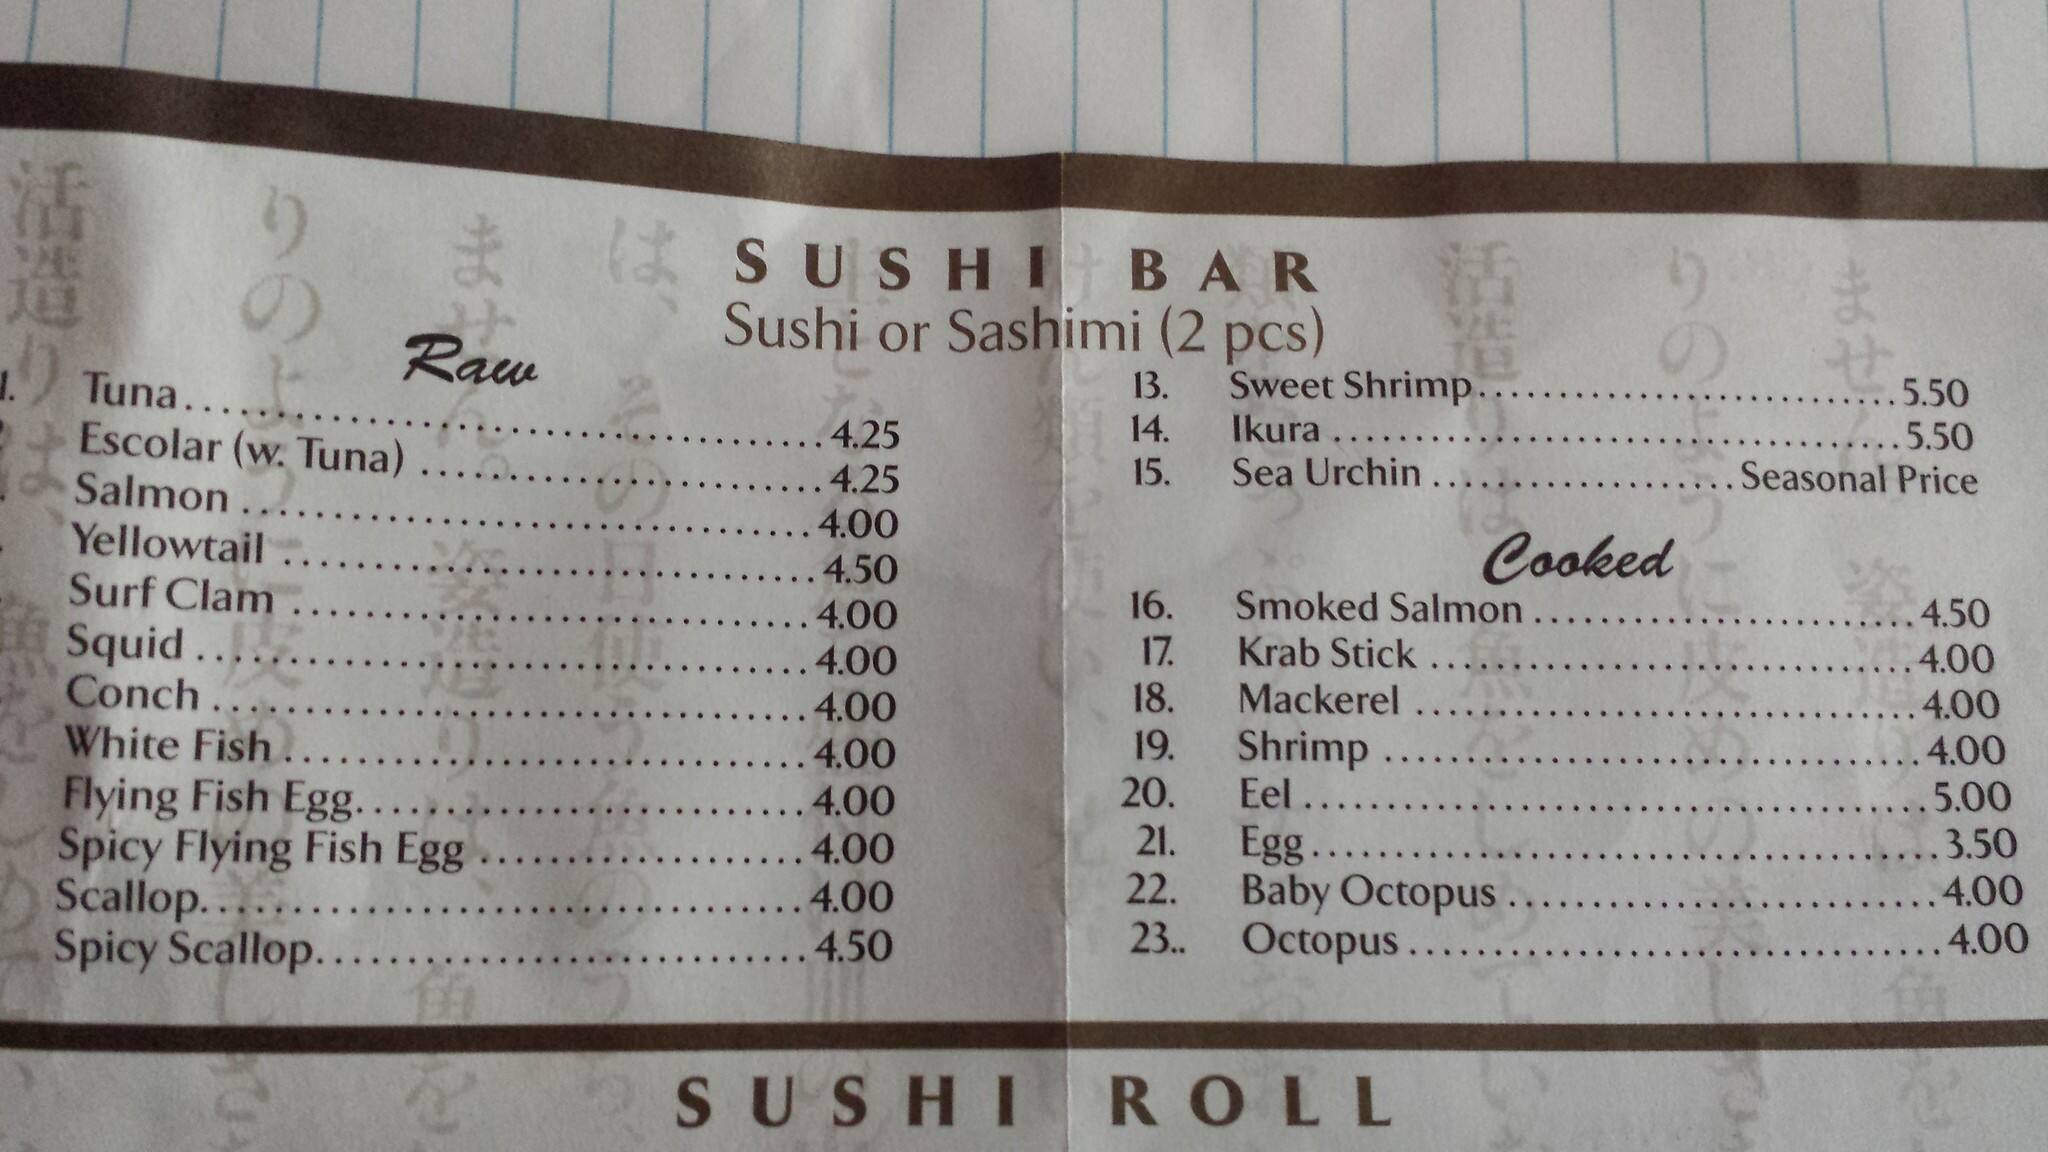 SUSHI BAR
Sushi or Sashimi (2 pcs)
Raw
1. Tuna........................................4.25
Escolar (w. Tuna) ........................4.25
Salmon ....................................4.00
Yellowtail .................................4.50
Surf Clam ................................4.00
Squid .......................................4.00
Conch .....................................4.00
White Fish ................................4.00
Flying Fish Egg...........................4.00
Spicy Flying Fish Egg ..................4.00
Scallop.....................................4.00
Spicy Scallop.............................4.50
13. Sweet Shrimp..........................5.50
14. Ikura ....................................5.50
15. Sea Urchin ...................Seasonal Price
Cooked
16. Smoked Salmon ........................4.50
17. Krab Stick ..............................4.00
18. Mackerel ...............................4.00
19. Shrimp .................................4.00
20. Eel .......................................5.00
21. Egg.......................................3.50
22. Baby Octopus ..........................4.00
23.. Octopus .................................4.00
SUSHI ROLL